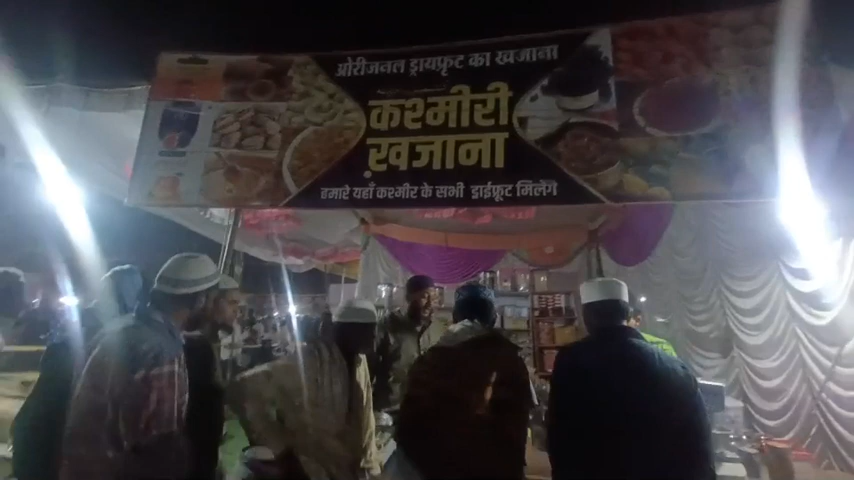 ओरीजनल ड्रायफ्रूट का खजाना
कश्मीरी
ख़जाना
हमारे यहाँ कश्मीर के सभी ड्राईफ्रूट मिलेंगे